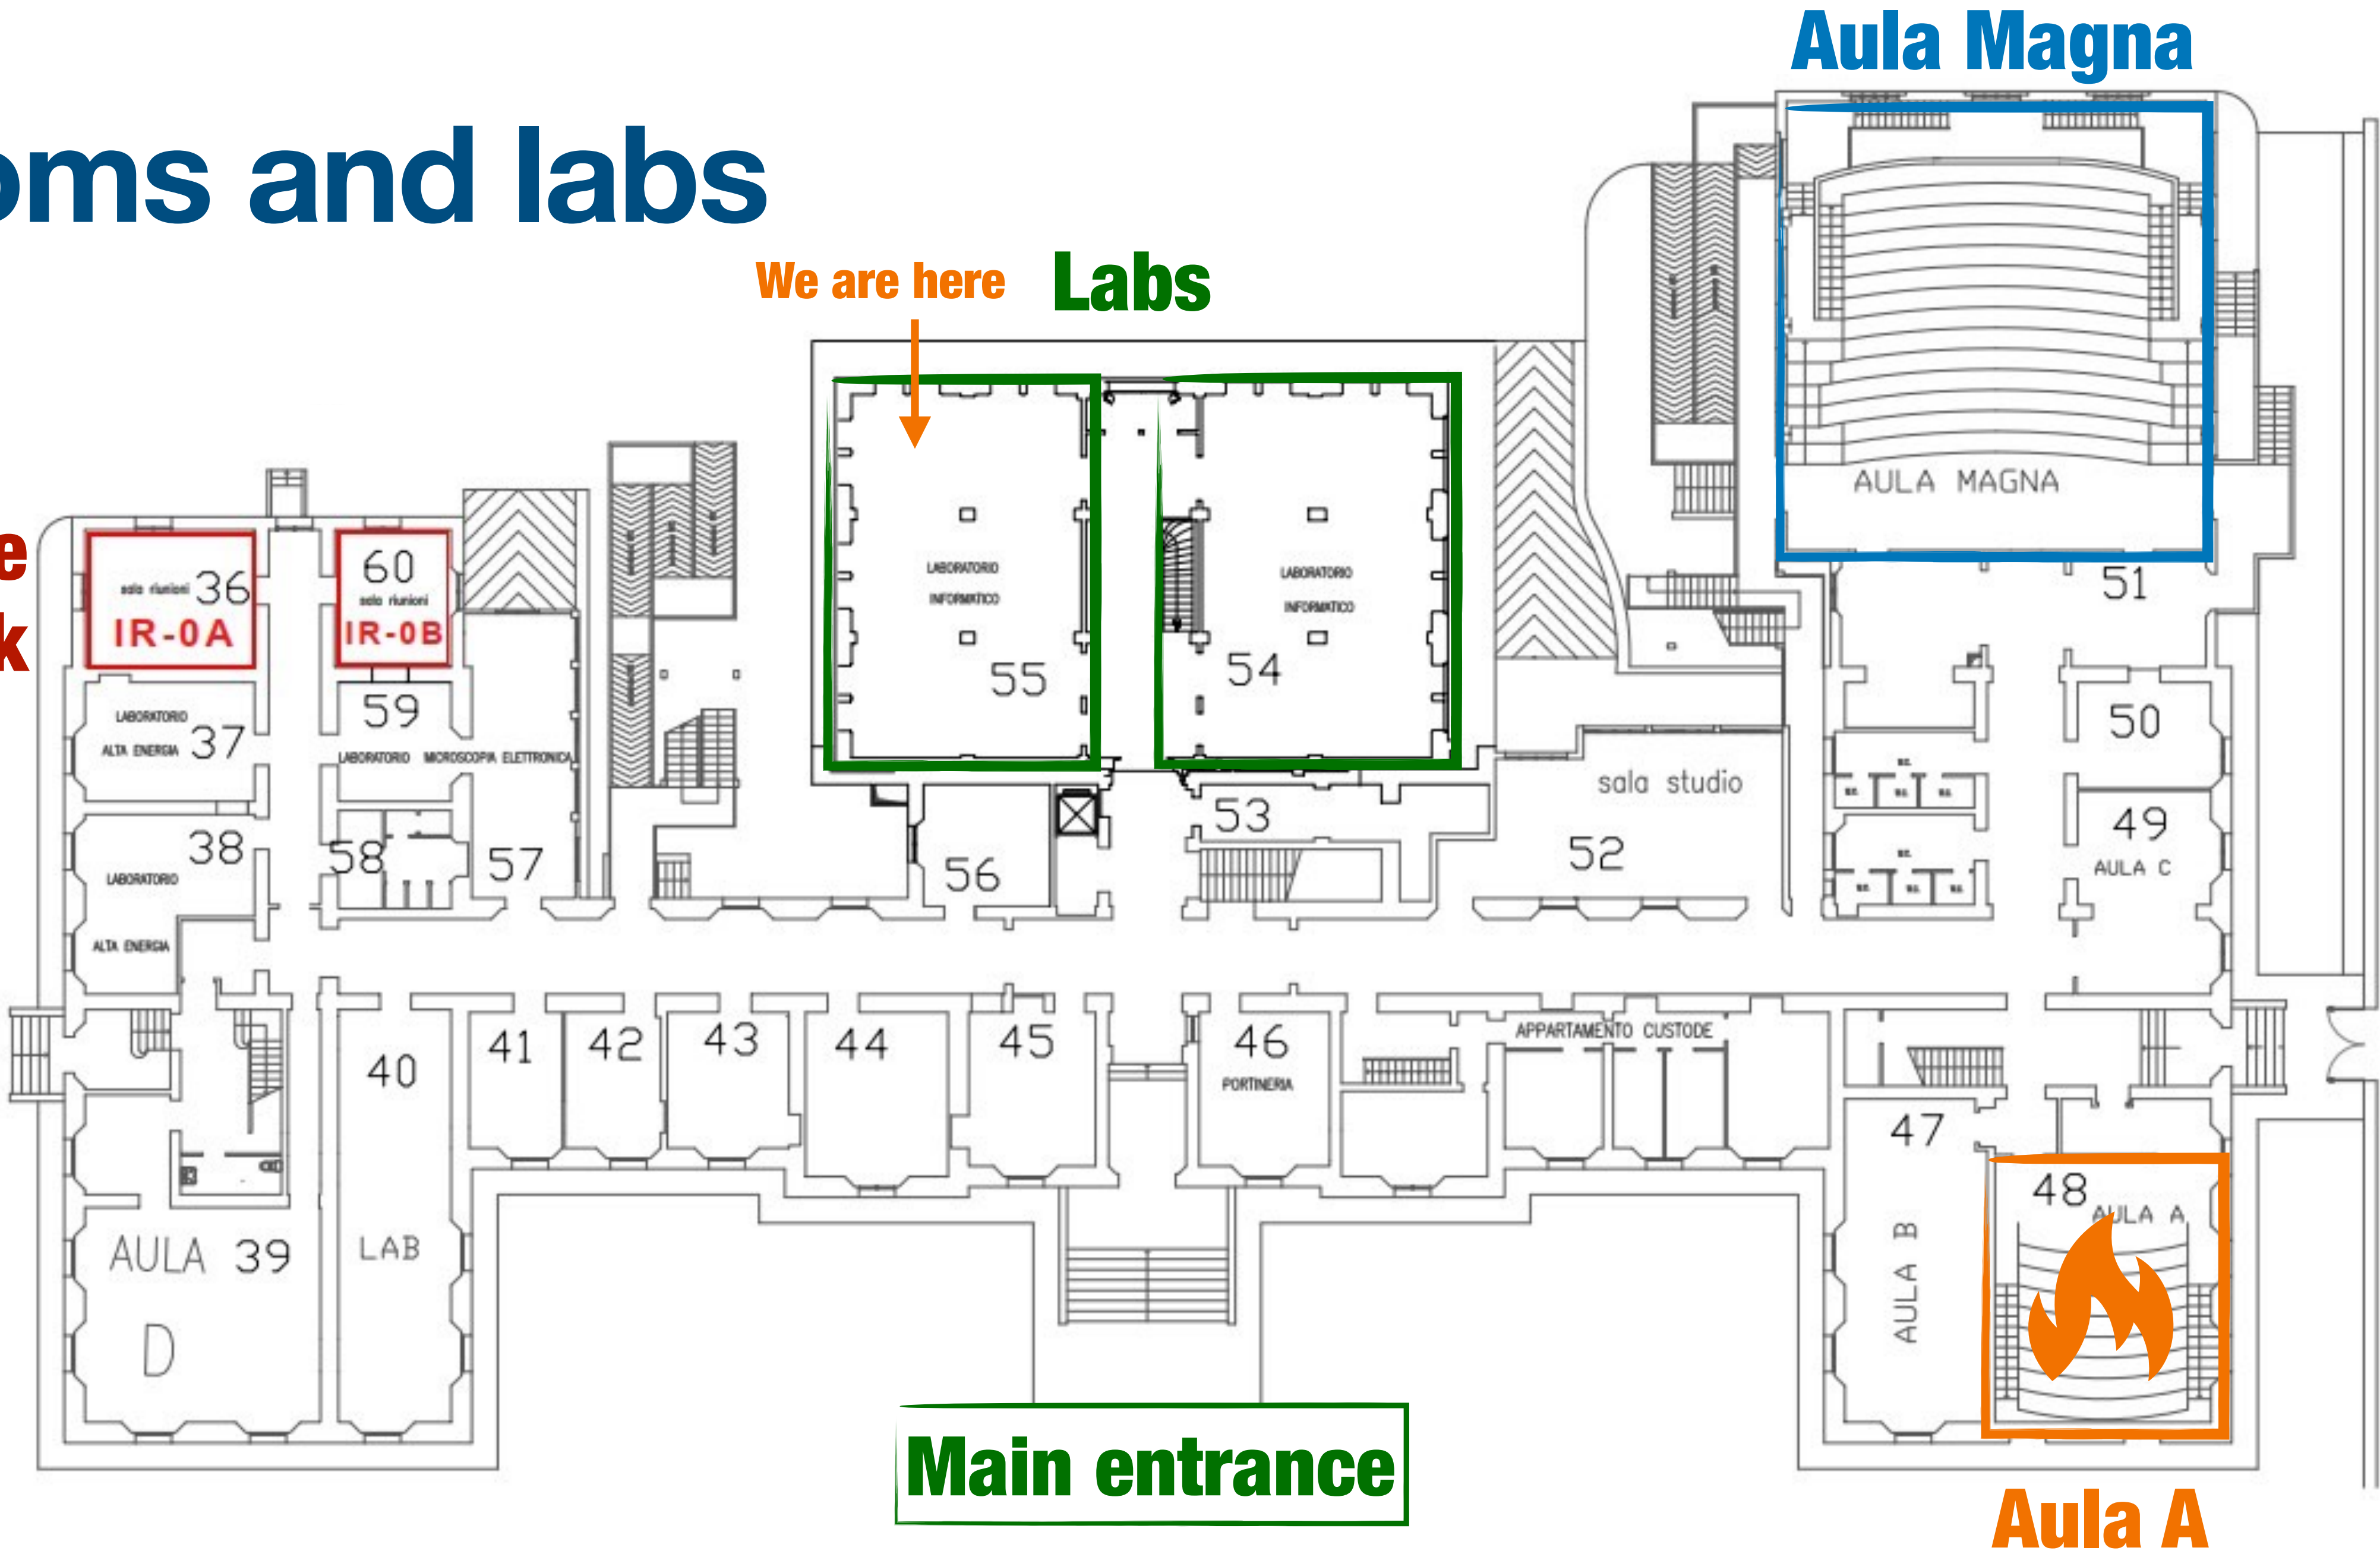 Aula Magna
oms and labs
We are here
Labs
AULA MAGNA
e
k
36
sala riunioni
IR-0A
60
sala riunioni
IR-0B
51
LABORATORIO
INFORMATICO
55
LABORATORIO
INFORMATICO
54
LABORATORIO
ALTA ENERGIA
37
59
LABORATORIO MICROSCOPIA ELETTRONICA
50
sala studio
53
52
49
AULA C
38
LABORATORIO
ALTA ENERGIA
58
57
56
40
41
42
43
44
45
46
PORTINERIA
APPARTAMENTO CUSTODE
47
AULA B
48
AULA A
AULA 39
D
LAB
Main entrance
Aula A